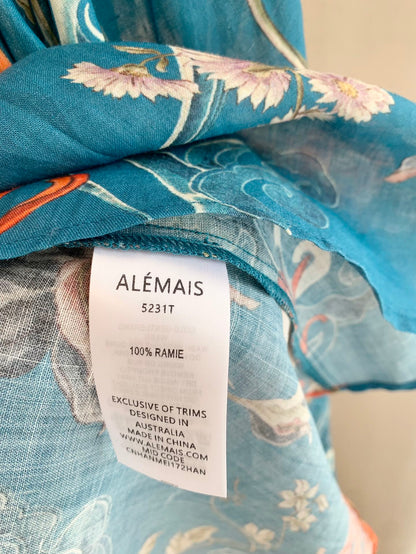 ALÉMAIS
5231T
100% RAMIE
EXCLUSIVE OF TRIMS
DESIGNED IN
AUSTRALIA
MADE IN CHINA
WWW.ALEMAIS.COM
MID CODE
CNHANMEI172HAN